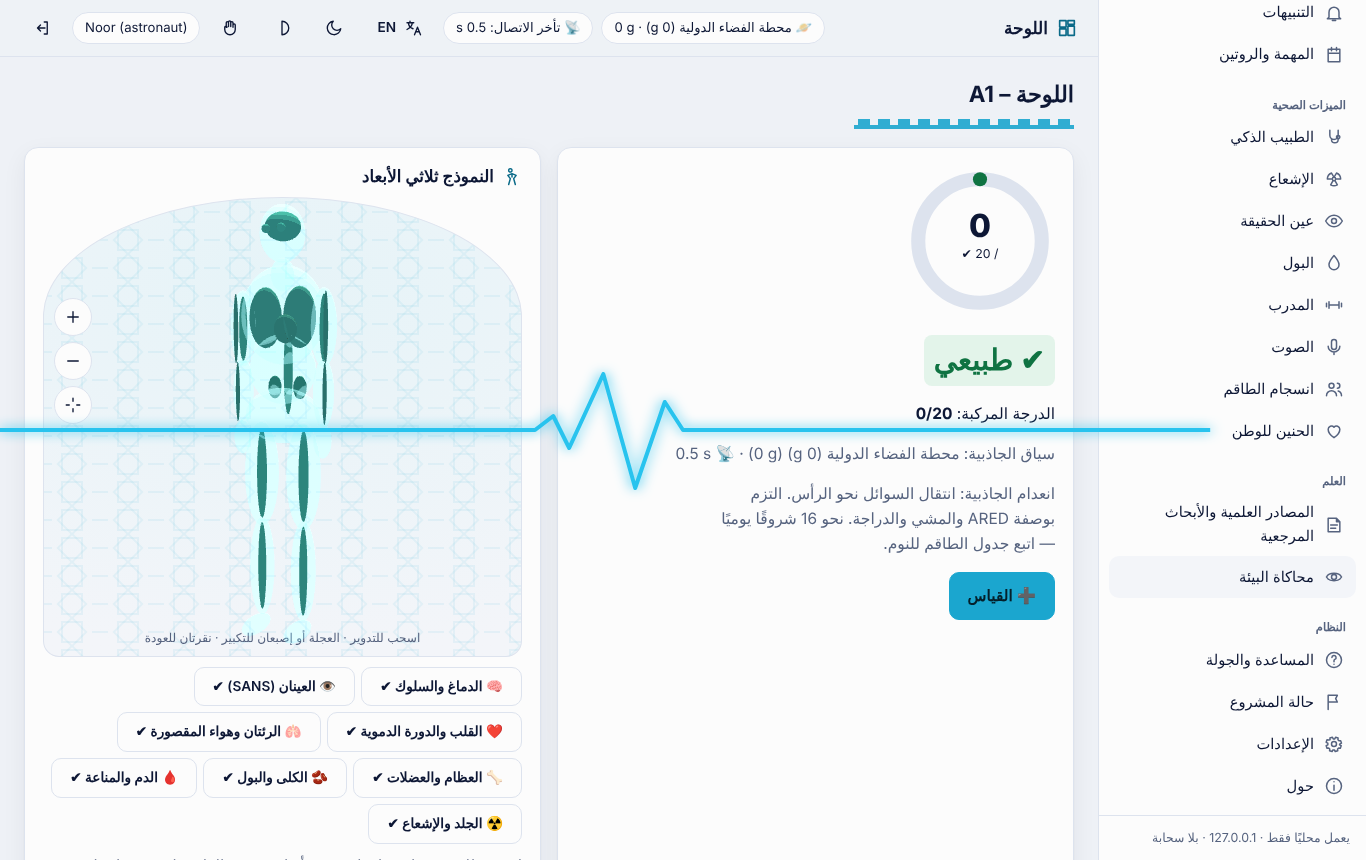 التنبيهات
المهمة والروتين
الميزات الصحية
الطبيب الذكي
الإشعاع
عين الحقيقة
البول
المدرب
الصوت
انسجام الطاقم
الحنين للوطن
العلم
المصادر العلمية والأبحاث
المرجعية
محاكاة البيئة
النظام
المساعدة والجولة
حالة المشروع
الإعدادات
حول
يعمل محليًا فقط · 127.0.0.1 · بلا سحابة
اللوحة
🪐 محطة الفضاء الدولية (0 g) · 0 g
📡 تأخر الاتصال: 0.5 s
EN
Noor (astronaut)
اللوحة – A1
0
/ 20 ✔
✔ طبيعي
الدرجة المركبة: 0/20
سياق الجاذبية: محطة الفضاء الدولية (0 g) (0 g) · 📡 0.5 s
انعدام الجاذبية: انتقال السوائل نحو الرأس. التزم
بوصفة ARED والمشي والدراجة. نحو 16 شروقًا يوميًا
— اتبع جدول الطاقم للنوم.
➕ القياس
النموذج ثلاثي الأبعاد
اسحب للتدوير · العجلة أو إصبعان للتكبير · نقرتان للعودة
🧠 الدماغ والسلوك ✔
👁️ العينان (SANS) ✔
❤️ القلب والدورة الدموية ✔
🫁 الرئتان وهواء المقصورة ✔
🦴 العظام والعضلات ✔
🫘 الكلى والبول ✔
🩸 الدم والمناعة ✔
☢️ الجلد والإشعاع ✔